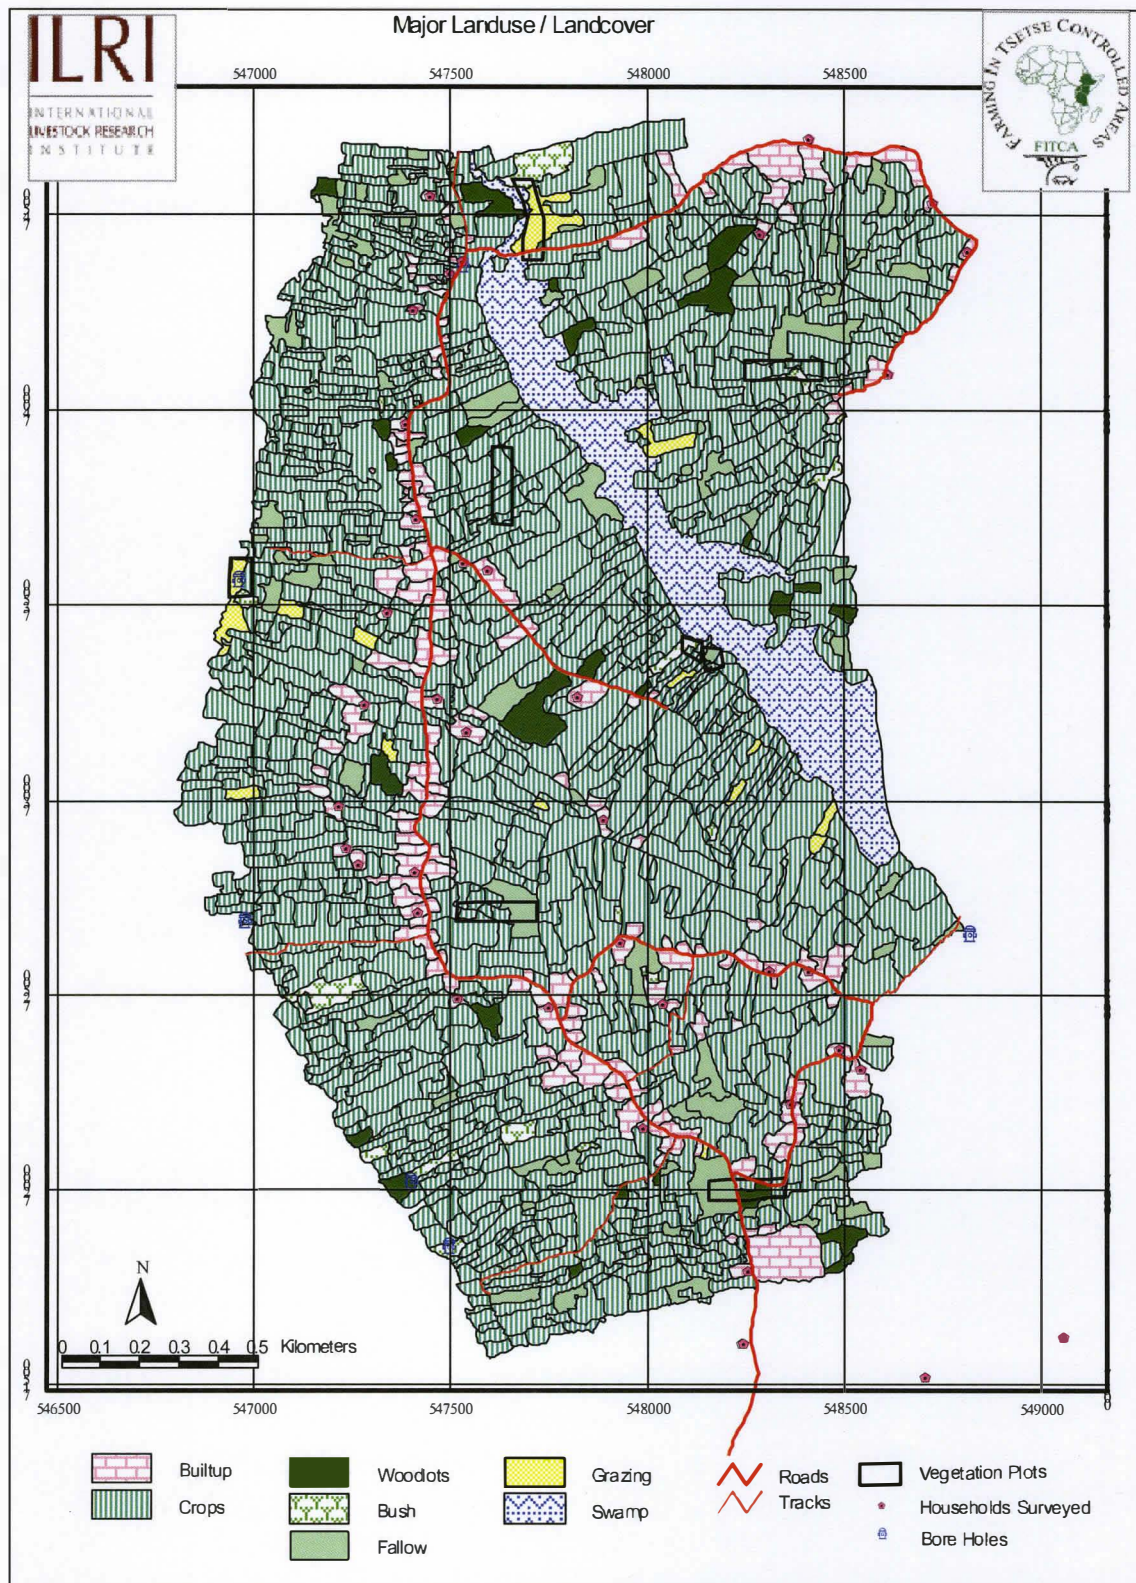 Major Landuse / Landcover
ILRI
INTERNATIONAL
LIVESTOCK RESEARCH
INSTITUTE
FARMING IN TSETSE CONTROLLED AREAS
FITCA
547000 547500 548000 548500
N
0 0.1 0.2 0.3 0.4 0.5 Kilometers
546500 547000 547500 548000 548500 549000
Builtup
Crops
Woodlots
Bush
Fallow
Grazing
Swamp
Roads
Tracks
Vegetation Plots
Households Surveyed
Bore Holes